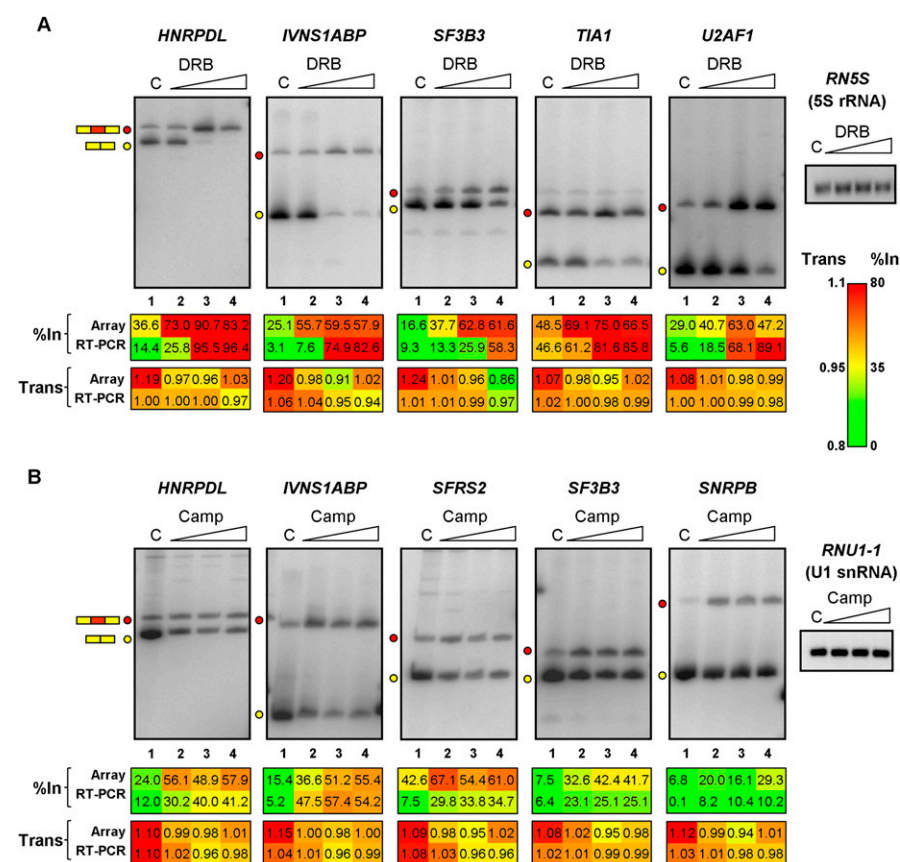 A
HNRPDL IVNS1ABP SF3B3 TIA1 U2AF1
DRB DRB DRB DRB DRB
C C C C C
RN5S
(5S rRNA)
DRB
C
Trans %In
1.1 80
0.95 35
0.8 0
1 2 3 4 1 2 3 4 1 2 3 4 1 2 3 4 1 2 3 4
%In
Array 36.6 73.0 90.7 83.2 25.1 55.7 59.5 57.9 16.6 37.7 62.8 61.6 48.5 69.1 75.0 66.5 29.0 40.7 63.0 47.2
RT-PCR 14.4 25.8 95.5 96.4 3.1 7.6 74.9 82.6 9.3 13.3 25.9 58.3 46.6 61.2 81.6 85.8 5.6 18.5 68.1 89.1
Trans
Array 1.19 0.97 0.96 1.03 1.20 0.98 0.91 1.02 1.24 1.01 0.96 0.86 1.07 0.98 0.95 1.02 1.08 1.01 0.98 0.99
RT-PCR 1.00 1.00 1.00 0.97 1.06 1.04 0.95 0.94 1.01 1.01 0.99 0.97 1.02 1.00 0.98 0.99 1.00 1.00 0.99 0.98
B
HNRPDL IVNS1ABP SFRS2 SF3B3 SNRPB
Camp Camp Camp Camp Camp
C C C C C
RNU1-1
(U1 snRNA)
Camp
C
1 2 3 4 1 2 3 4 1 2 3 4 1 2 3 4 1 2 3 4
%In
Array 24.0 56.1 48.9 57.9 15.4 36.6 51.2 55.4 42.6 67.1 54.4 61.0 7.5 32.6 42.4 41.7 6.8 20.0 16.1 29.3
RT-PCR 12.0 30.2 40.0 41.2 5.2 47.5 57.4 54.2 7.5 29.8 33.8 34.7 6.4 23.1 25.1 25.1 0.1 8.2 10.4 10.2
Trans
Array 1.10 0.99 0.98 1.01 1.15 1.00 0.98 1.00 1.09 0.98 0.95 1.02 1.08 1.02 0.95 0.98 1.12 0.99 0.94 1.01
RT-PCR 1.10 1.02 0.96 0.98 1.04 1.01 0.96 0.99 1.08 1.03 0.96 0.96 1.02 1.01 0.99 0.99 1.03 1.01 0.98 0.98